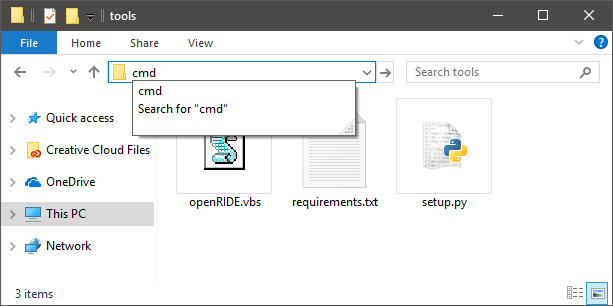 tools
File Home Share View
cmd
Search tools
cmd
Search for "cmd"
Quick access
Creative Cloud Files
OneDrive
This PC
Network
openRIDE.vbs requirements.txt setup.py
3 items